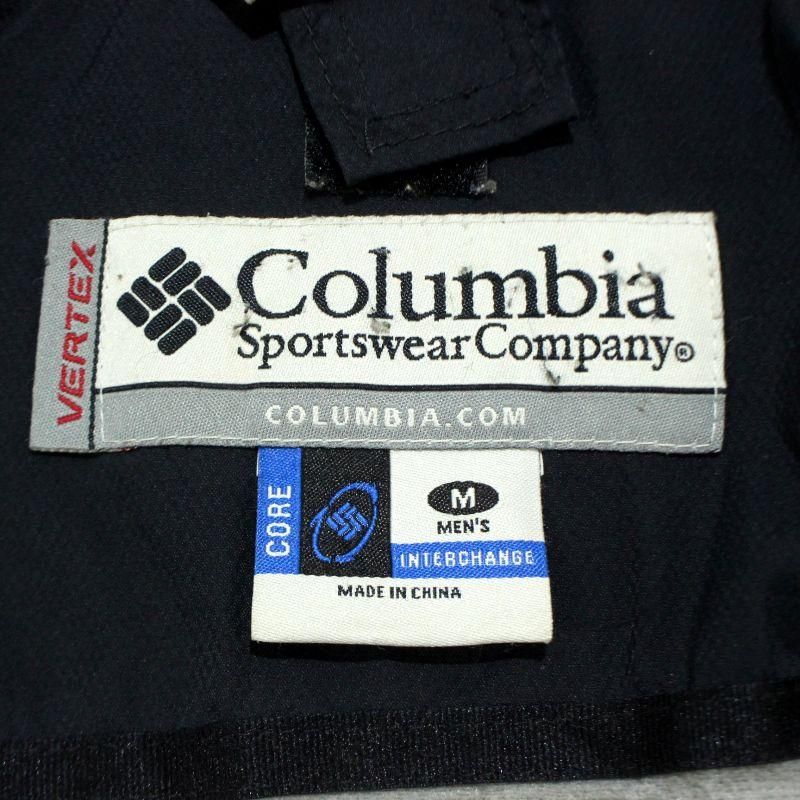 VERTEX
Columbia
Sportswear Company®
COLUMBIA.COM
CORE
M
MEN'S
INTERCHANGE
MADE IN CHINA